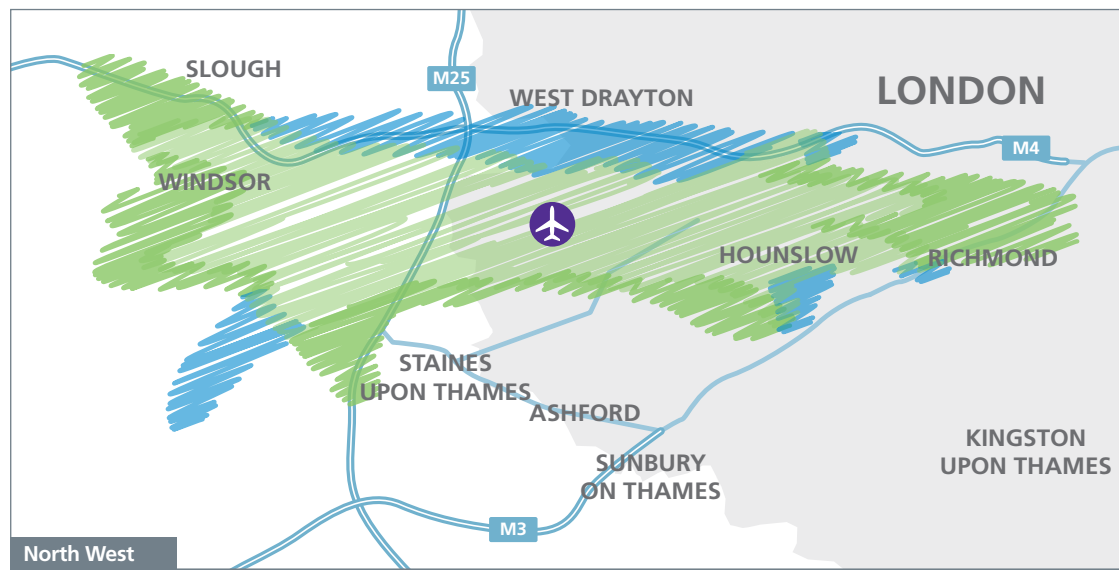 SLOUGH
M25
WEST DRAYTON
LONDON
M4
WINDSOR
HOUNSLOW
RICHMOND
STAINES
UPON THAMES
ASHFORD
KINGSTON
UPON THAMES
SUNBURY
ON THAMES
M3
North West